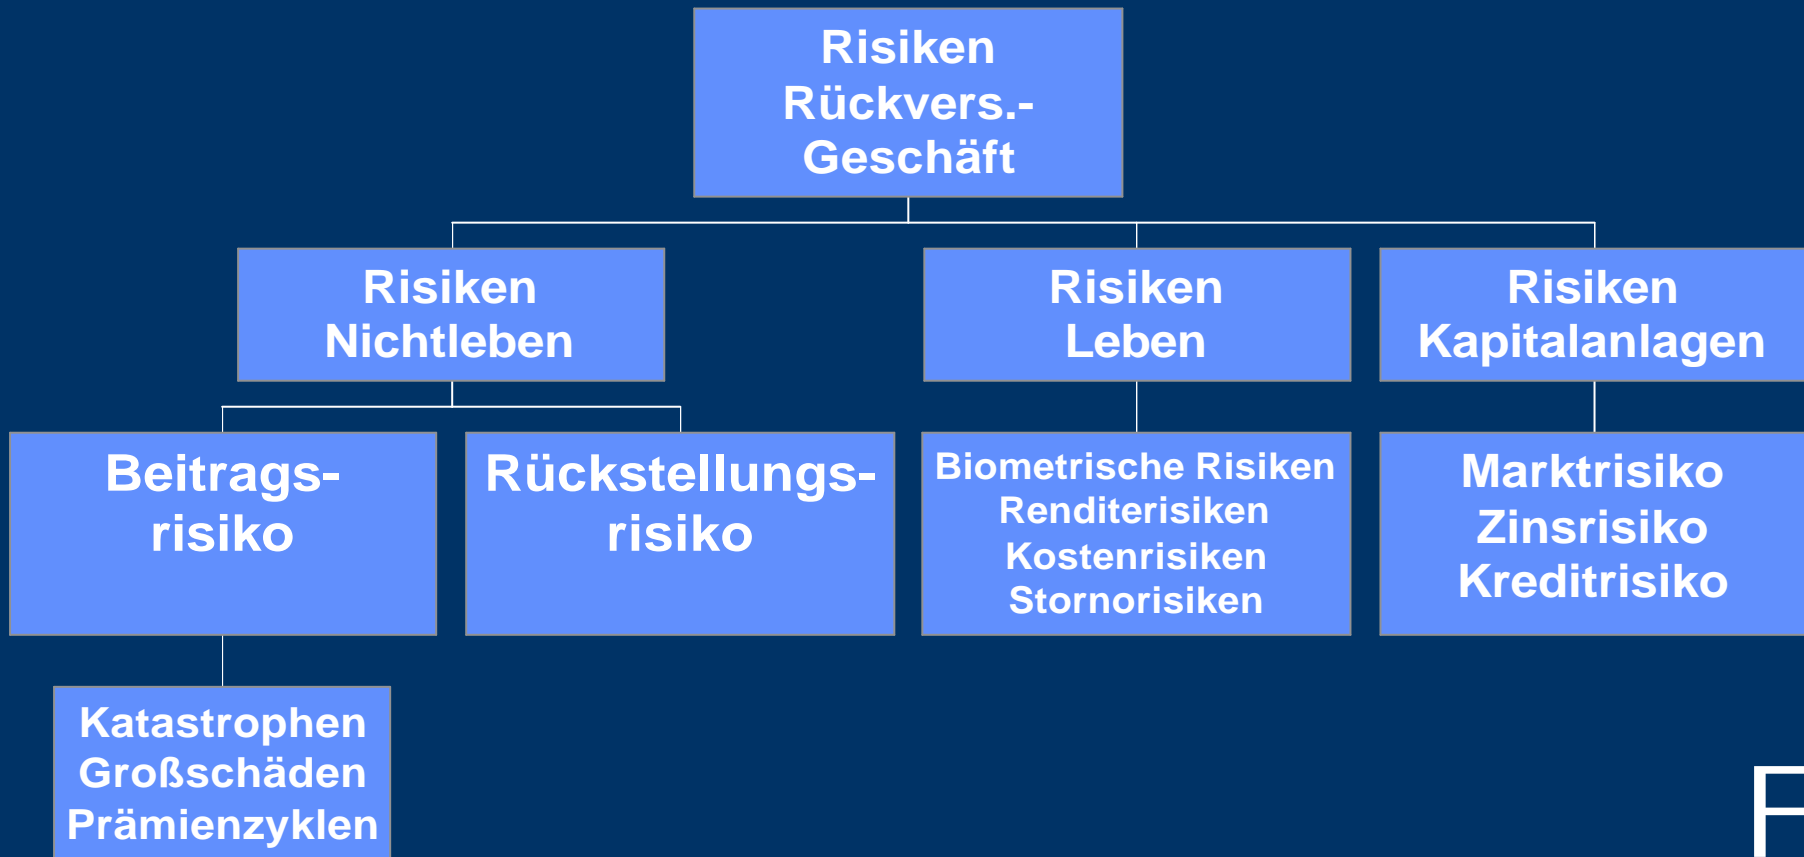 Risiken
Rückvers.-
Geschäft
Risiken
Nichtleben
Risiken
Leben
Risiken
Kapitalanlagen
Beitrags-
risiko
Rückstellungs-
risiko
Biometrische Risiken
Renditerisiken
Kostenrisiken
Stornorisiken
Marktrisiko
Zinsrisiko
Kreditrisiko
Katastrophen
Großschäden
Prämienzyklen